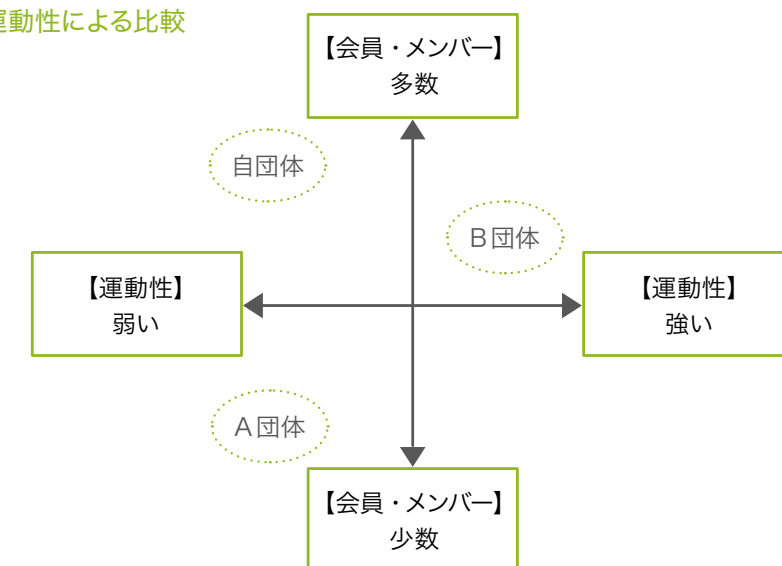 運動性による比較
【会員・メンバー】
多数
自団体
B団体
【運動性】
弱い
【運動性】
強い
A団体
【会員・メンバー】
少数